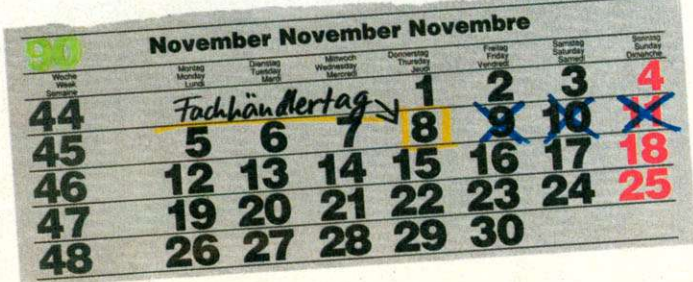 90
November November Novembre
Woche Montag Dienstag Mittwoch Donnerstag Freitag Samstag Sonntag
Week Monday Tuesday Wednesday Thursday Friday Saturday Sunday
Semaine Lundi Mardi Mercredi Jeudi Vendredi Samedi Dimanche
44 1 2 3 4
Fachhändlertag
45 5 6 7 8 9 10 11
46 12 13 14 15 16 17 18
47 19 20 21 22 23 24 25
48 26 27 28 29 30